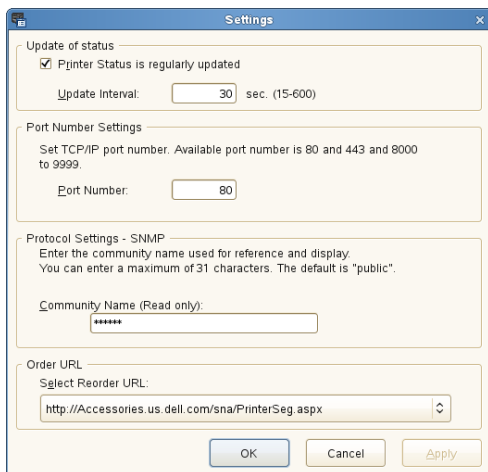 Settings
Update of status
Printer Status is regularly updated
Update Interval: 30 sec. (15-600)
Port Number Settings
Set TCP/IP port number. Available port number is 80 and 443 and 8000
to 9999.
Port Number: 80
Protocol Settings - SNMP
Enter the community name used for reference and display.
You can enter a maximum of 31 characters. The default is "public".
Community Name (Read only):
******
Order URL
Select Reorder URL:
http://Accessories.us.dell.com/sna/PrinterSeg.aspx
OK Cancel Apply